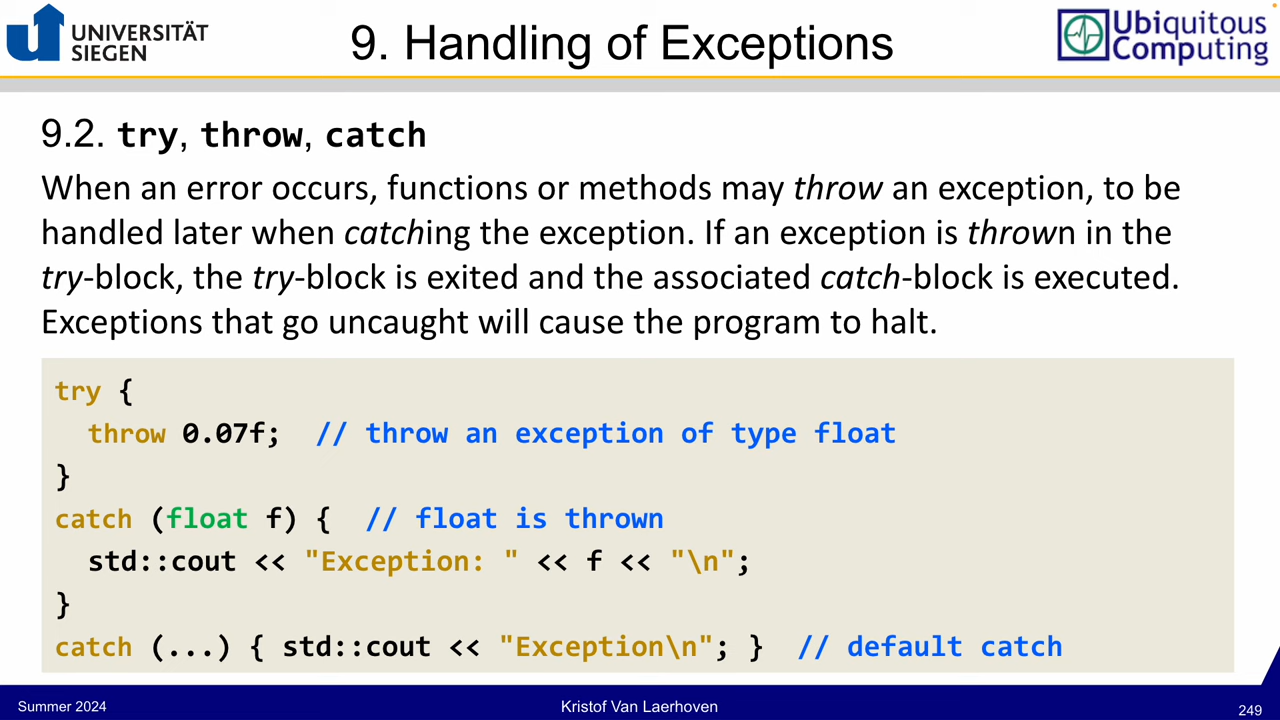 UNIVERSITÄT
SIEGEN
9. Handling of Exceptions
Ubiquitous
Computing
9.2. try, throw, catch
When an error occurs, functions or methods may throw an exception, to be
handled later when catching the exception. If an exception is thrown in the
try-block, the try-block is exited and the associated catch-block is executed.
Exceptions that go uncaught will cause the program to halt.
try {
  throw 0.07f;  // throw an exception of type float
}
catch (float f) {  // float is thrown
  std::cout << "Exception: " << f << "\n";
}
catch (...) { std::cout << "Exception\n"; }  // default catch
Summer 2024
Kristof Van Laerhoven
249